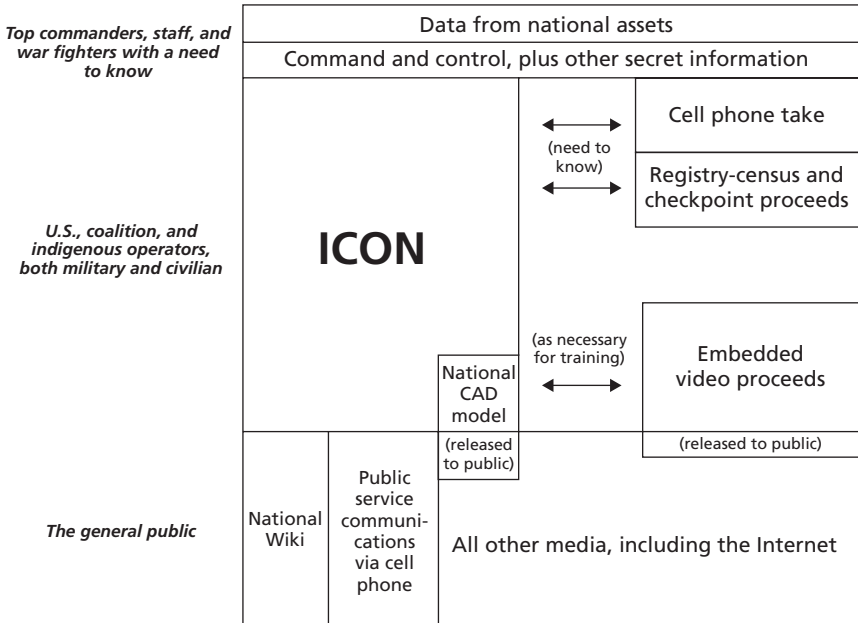 Top commanders, staff, and
war fighters with a need
to know
Data from national assets
Command and control, plus other secret information
U.S., coalition, and
indigenous operators,
both military and civilian
ICON
(need to
know)
Cell phone take
Registry-census and
checkpoint proceeds
National
CAD
model
(as necessary
for training)
Embedded
video proceeds
(released
to public)
(released to public)
The general public
National
Wiki
Public
service
communi-
cations
via cell
phone
All other media, including the Internet